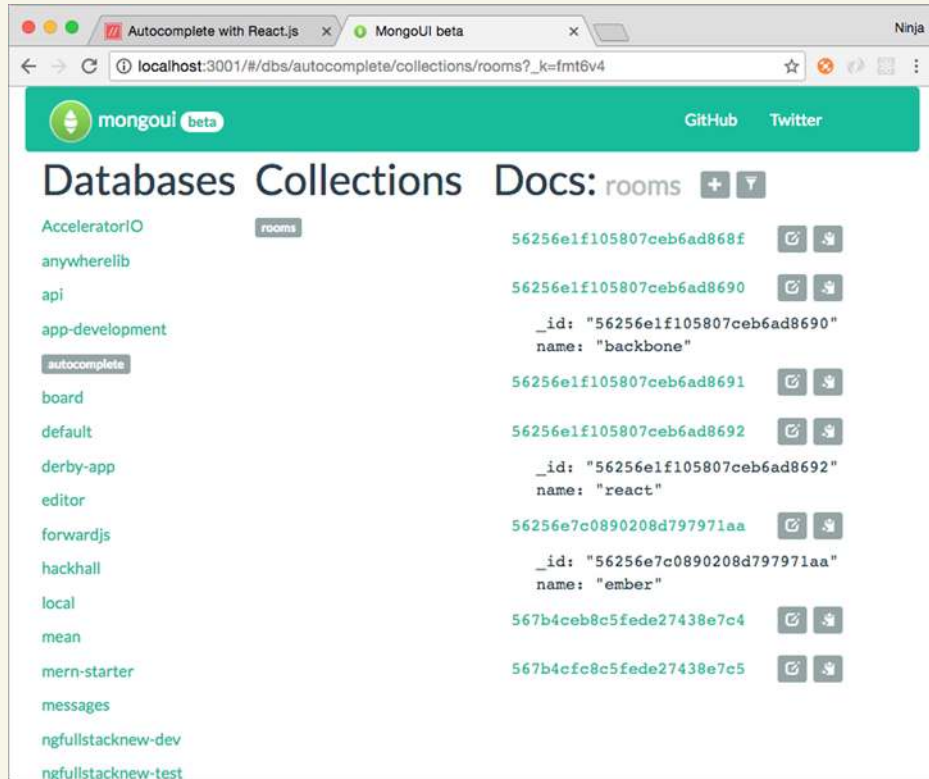 Autocomplete with React.js
MongoUI beta
Ninja
localhost:3001/#/dbs/autocomplete/collections/rooms?_k=fmt6v4
mongoui beta
GitHub Twitter
Databases
AcceleratorIO
anywherelib
api
app-development
autocomplete
board
default
derby-app
editor
forwardjs
hackhall
local
mean
mern-starter
messages
ngfullstacknew-dev
ngfullstacknew-test
Collections
rooms
Docs: rooms
56256e1f105807ceb6ad868f
56256e1f105807ceb6ad8690
_id: "56256e1f105807ceb6ad8690"
name: "backbone"
56256e1f105807ceb6ad8691
56256e1f105807ceb6ad8692
_id: "56256e1f105807ceb6ad8692"
name: "react"
56256e7c0890208d797971aa
_id: "56256e7c0890208d797971aa"
name: "ember"
567b4ceb8c5fede27438e7c4
567b4cfc8c5fede27438e7c5